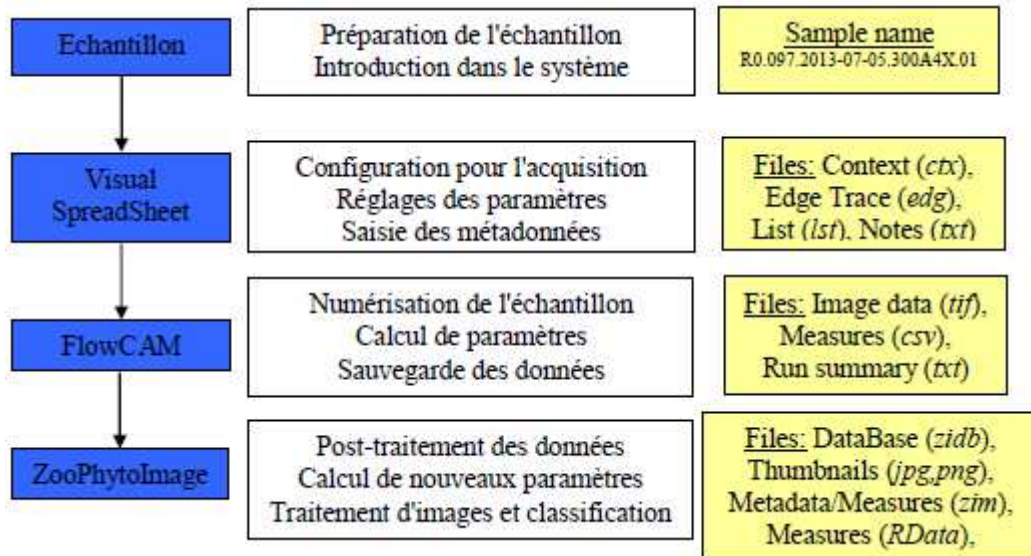 Echantillon
Préparation de l'échantillon
Introduction dans le système
Sample name
R0.097.2013-07-05.300A4X.01
Visual
SpreadSheet
Configuration pour l'acquisition
Réglages des paramètres
Saisie des métadonnées
Files: Context (ctx),
Edge Trace (edg),
List (lst), Notes (txt)
FlowCAM
Numérisation de l'échantillon
Calcul de paramètres
Sauvegarde des données
Files: Image data (tif),
Measures (csv),
Run summary (txt)
ZooPhytoImage
Post-traitement des données
Calcul de nouveaux paramètres
Traitement d'images et classification
Files: DataBase (zidb),
Thumbnails (jpg,png),
Metadata/Measures (zim),
Measures (RData),